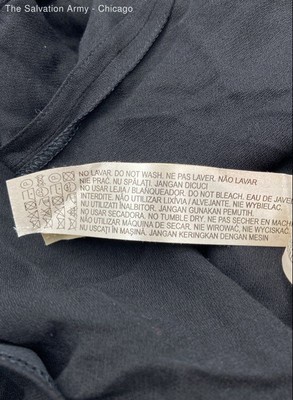 The Salvation Army - Chicago
NO LAVAR. DO NOT WASH. NE PAS LAVER. NÃO LAVAR.
NIE PRAĆ. NU SPĂLAȚI. JANGAN DICUCI
NO USAR LEJIA / BLANQUEADOR. DO NOT BLEACH. EAU DE JAVEL
INTERDITE. NÃO UTILIZAR LIXÍVIA / ALVEJANTE. NIE WYBIELAĆ.
NU UTILIZAȚI ÎNALBITOR. JANGAN GUNAKAN PEMUTIH.
NO USAR SECADORA. NO TUMBLE DRY. NE PAS SÉCHER EN MACH
NÃO UTILIZAR MÁQUINA DE SECAR. NIE WIROWAĆ, NIE WYCISKAĆ.
NU USCAȚI ÎN MAȘINĂ. JANGAN KERINGKAN DENGAN MESIN